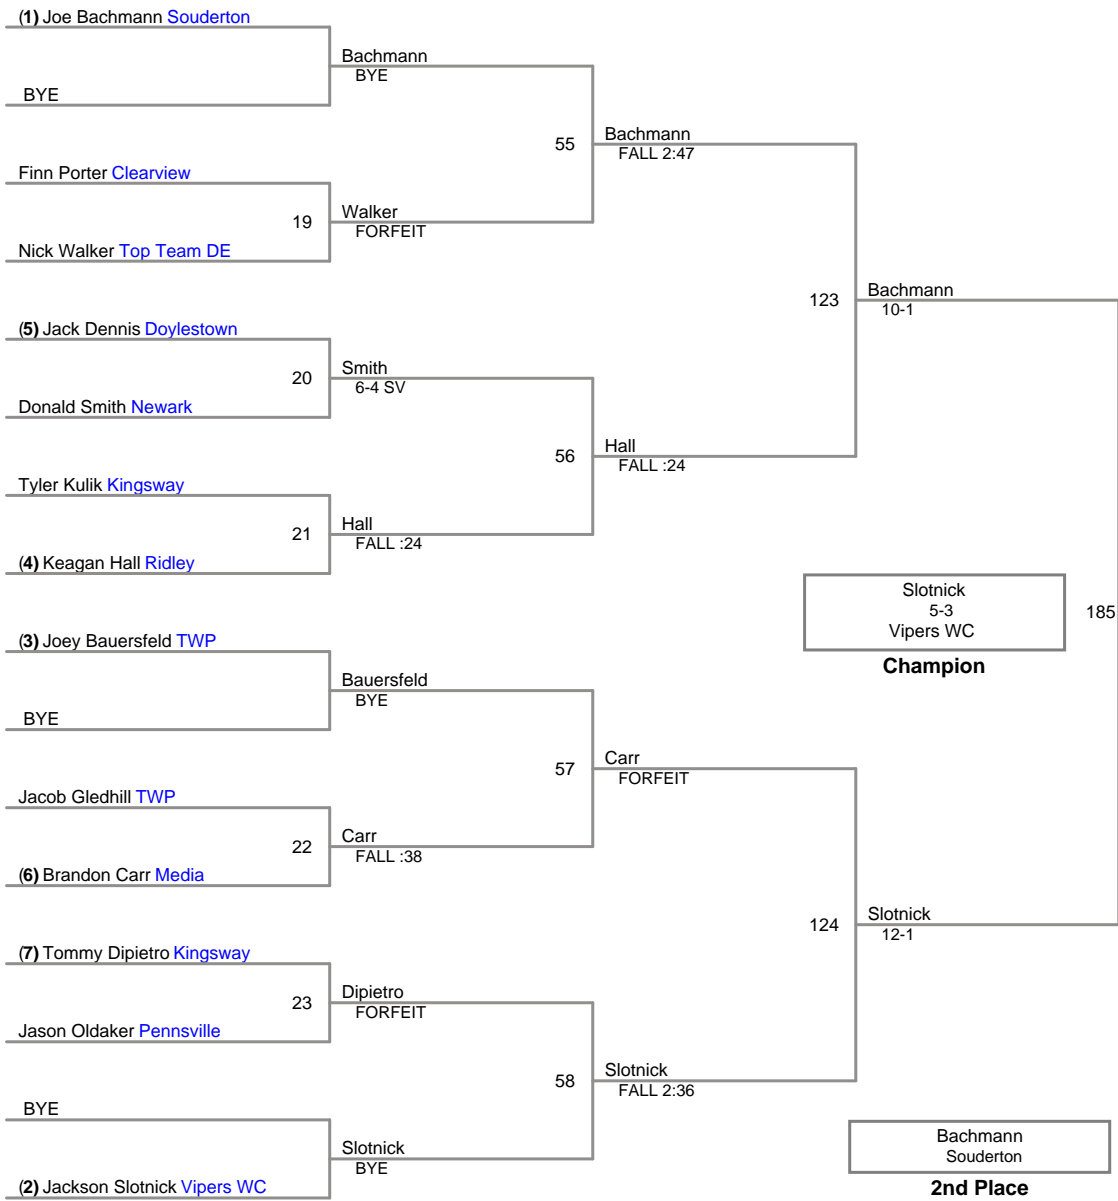 (1) Joe Bachmann Souderton
Bachmann
BYE
BYE
55
Bachmann
FALL 2:47
Finn Porter Clearview
19
Walker
FORFEIT
Nick Walker Top Team DE
123
Bachmann
10-1
(5) Jack Dennis Doylestown
20
Smith
6-4 SV
Donald Smith Newark
56
Hall
FALL :24
Tyler Kulik Kingsway
21
Hall
FALL :24
(4) Keagan Hall Ridley
Slotnick
5-3
Vipers WC
185
Champion
(3) Joey Bauersfeld TWP
Bauersfeld
BYE
BYE
57
Carr
FORFEIT
Jacob Gledhill TWP
22
Carr
FALL :38
(6) Brandon Carr Media
124
Slotnick
12-1
(7) Tommy Dipietro Kingsway
23
Dipietro
FORFEIT
Jason Oldaker Pennsville
58
Slotnick
FALL 2:36
BYE
Slotnick
BYE
(2) Jackson Slotnick Vipers WC
Bachmann
Souderton
2nd Place